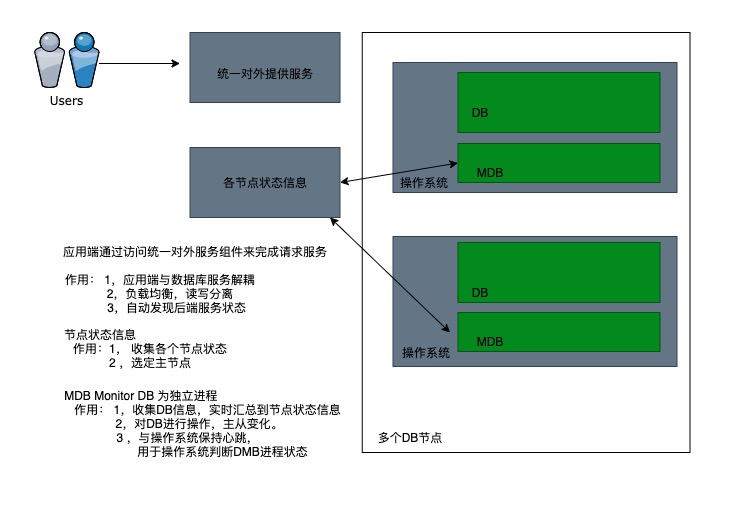 Users
统一对外提供服务
各节点状态信息
DB
MDB
操作系统
DB
MDB
操作系统
多个DB节点
应用端通过访问统一对外服务组件来完成请求服务
作用： 1，应用端与数据库服务解耦
2，负载均衡，读写分离
3，自动发现后端服务状态
节点状态信息
作用：1， 收集各个节点状态
2 ，选定主节点
MDB Monitor DB 为独立进程
作用： 1，收集DB信息，实时汇总到节点状态信息
2，对DB进行操作，主从变化。
3 ，与操作系统保持心跳，
用于操作系统判断DMB进程状态